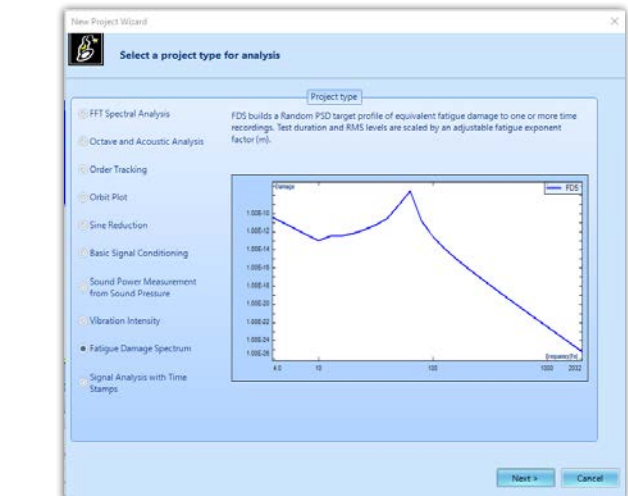 New Project Wizard
Select a project type for analysis
Project type
FFT Spectral Analysis
Octave and Acoustic Analysis
Order Tracking
Orbit Plot
Sine Reduction
Basic Signal Conditioning
Sound Power Measurement
from Sound Pressure
Vibration Intensity
Fatigue Damage Spectrum
Signal Analysis with Time
Stamps
FDS builds a Random PSD target profile of equivalent fatigue damage to one or more time
recordings. Test duration and RMS levels are scaled by an adjustable fatigue exponent
factor (m).
Damage
FDS
1.00E-10
1.00E-12
1.00E-14
1.00E-16
1.00E-18
1.00E-20
1.00E-22
1.00E-24
1.00E-26
Frequency(Hz)
4.0 10 100 1000 2032
Next >
Cancel